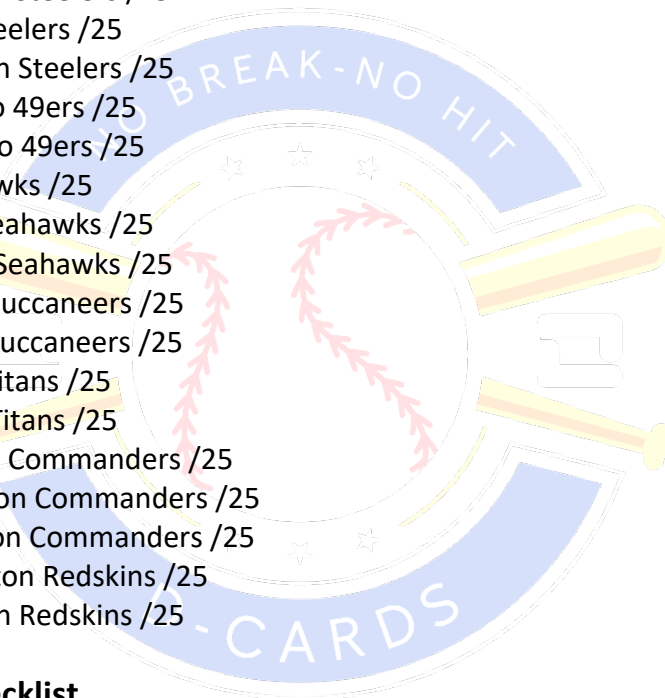 eelers /25
n Steelers /25
o 49ers /25
o 49ers /25
wks /25
eahawks /25
Seahawks /25
uccaneers /25
uccaneers /25
itans /25
Titans /25
Commanders /25
on Commanders /25
on Commanders /25
ton Redskins /25
n Redskins /25
cklist
NO BREAK-NO HIT
-CARDS